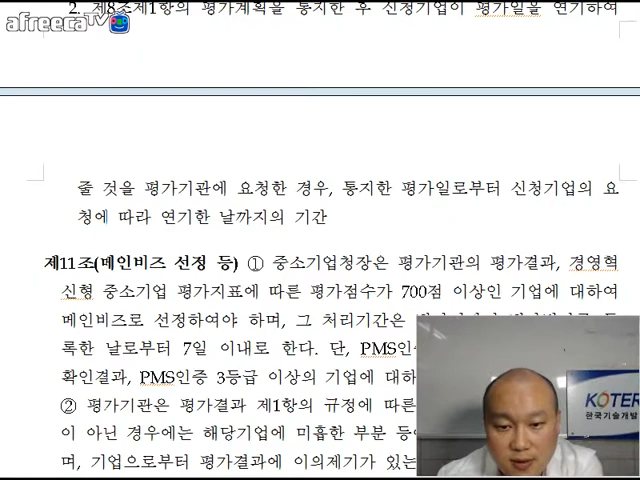 2. 제8조제1항의 평가계획을 통지한 후 신청기업이 평가일을 연기하여
afreecaTV
줄 것을 평가기관에 요청한 경우, 통지한 평가일로부터 신청기업의 요
청에 따라 연기한 날까지의 기간
제11조(메인비즈 선정 등) ① 중소기업청장은 평가기관의 평가결과, 경영혁
신형 중소기업 평가지표에 따른 평가점수가 700점 이상인 기업에 대하여
메인비즈로 선정하여야 하며, 그 처리기간은
록한 날로부터 7일 이내로 한다. 단, PMS인증
확인결과, PMS인증 3등급 이상의 기업에 대하
② 평가기관은 평가결과 제1항의 규정에 따른
이 아닌 경우에는 해당기업에 미흡한 부분 등에
며, 기업으로부터 평가결과에 이의제기가 있는
KOTER
한국기술개발